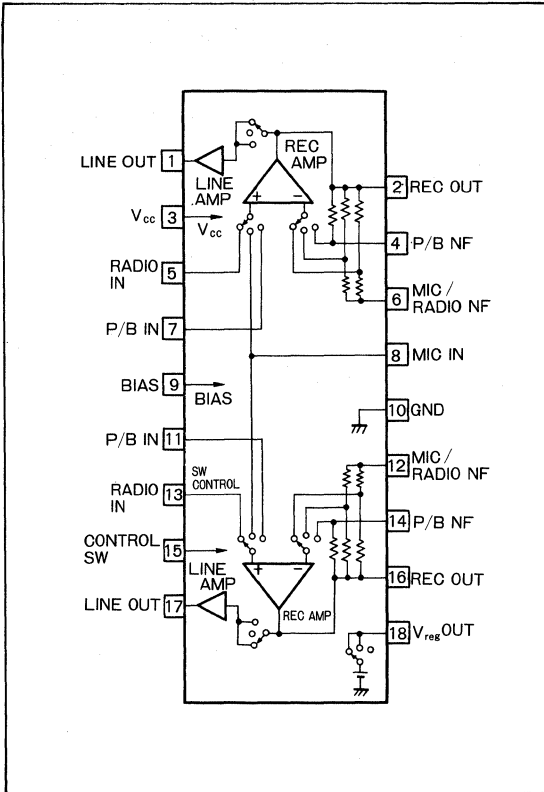 REC
AMP
LINE OUT 1
LINE
AMP
2 REC OUT
+ −
Vcc 3
Vcc
4 P/B NF
RADIO
IN 5
6 MIC/
RADIO NF
P/B IN 7
8 MIC IN
BIAS 9
BIAS
10 GND
P/B IN 11
12 MIC/
RADIO NF
SW
CONTROL
RADIO
IN 13
14 P/B NF
CONTROL
SW 15
LINE
AMP
+ −
16 REC OUT
LINE OUT 17
REC AMP
18 Vreg OUT